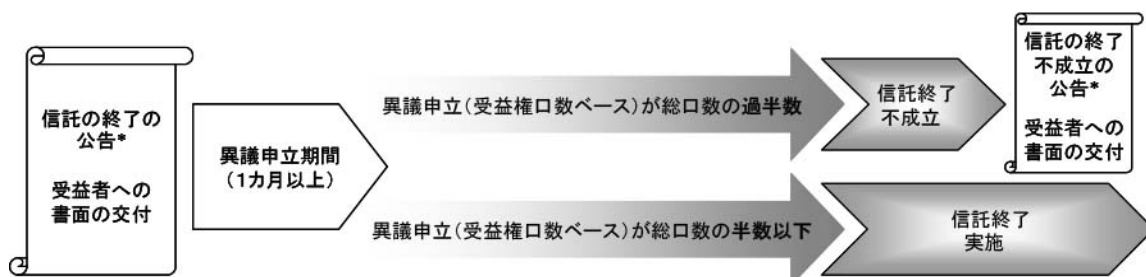 信託の終了の
公告*
受益者への
書面の交付
異議申立期間
（1カ月以上）
異議申立（受益権口数ベース）が総口数の過半数
信託終了
不成立
信託の終了
不成立の
公告*
受益者への
書面の交付
異議申立（受益権口数ベース）が総口数の半数以下
信託終了
実施